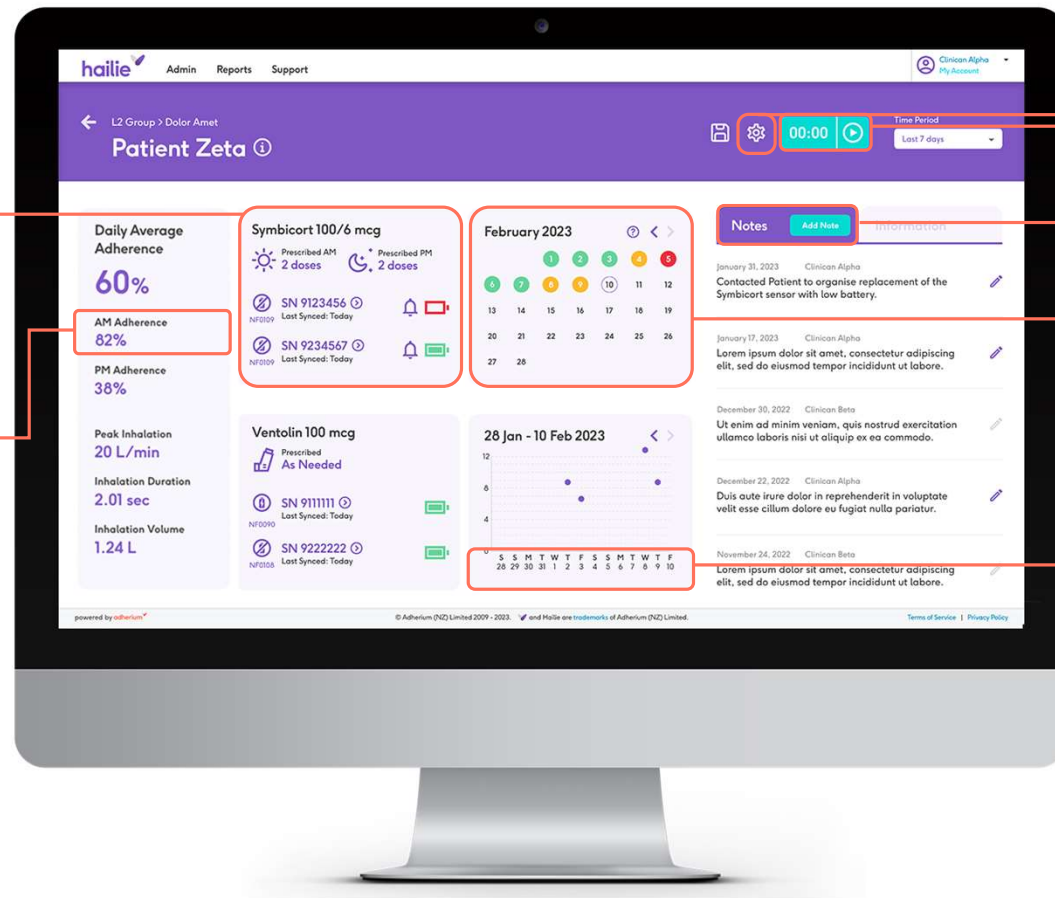 hailie
Admin Reports Support
Clinican Alpha
My Account
L2 Group > Dolor Amet
Patient Zeta
00:00
Time Period
Last 7 days
Daily Average
Adherence
60%
AM Adherence
82%
PM Adherence
38%
Peak Inhalation
20 L/min
Inhalation Duration
2.01 sec
Inhalation Volume
1.24 L
Symbicort 100/6 mcg
Prescribed AM
2 doses
Prescribed PM
2 doses
SN 9123456
NF0109 Last Synced: Today
SN 9234567
NF0109 Last Synced: Today
February 2023
1 2 3 4 5
6 7 8 9 10 11 12
13 14 15 16 17 18 19
20 21 22 23 24 25 26
27 28
Ventolin 100 mcg
Prescribed
As Needed
SN 9111111
NF0090 Last Synced: Today
SN 9222222
NF0108 Last Synced: Today
28 Jan - 10 Feb 2023
12
8
4
0
S S M T W T F S S M T W T F
28 29 30 31 1 2 3 4 5 6 7 8 9 10
Notes Add Note Information
January 31, 2023 Clinican Alpha
Contacted Patient to organise replacement of the
Symbicort sensor with low battery.
January 17, 2023 Clinican Alpha
Lorem ipsum dolor sit amet, consectetur adipiscing
elit, sed do eiusmod tempor incididunt ut labore.
December 30, 2022 Clinican Beta
Ut enim ad minim veniam, quis nostrud exercitation
ullamco laboris nisi ut aliquip ex ea commodo.
December 22, 2022 Clinican Alpha
Duis aute irure dolor in reprehenderit in voluptate
velit esse cillum dolore eu fugiat nulla pariatur.
November 24, 2022 Clinican Beta
Lorem ipsum dolor sit amet, consectetur adipiscing
elit, sed do eiusmod tempor incididunt ut labore.
powered by adherium
© Adherium (NZ) Limited 2009 - 2023. and Hailie are trademarks of Adherium (NZ) Limited.
Terms of Service | Privacy Policy